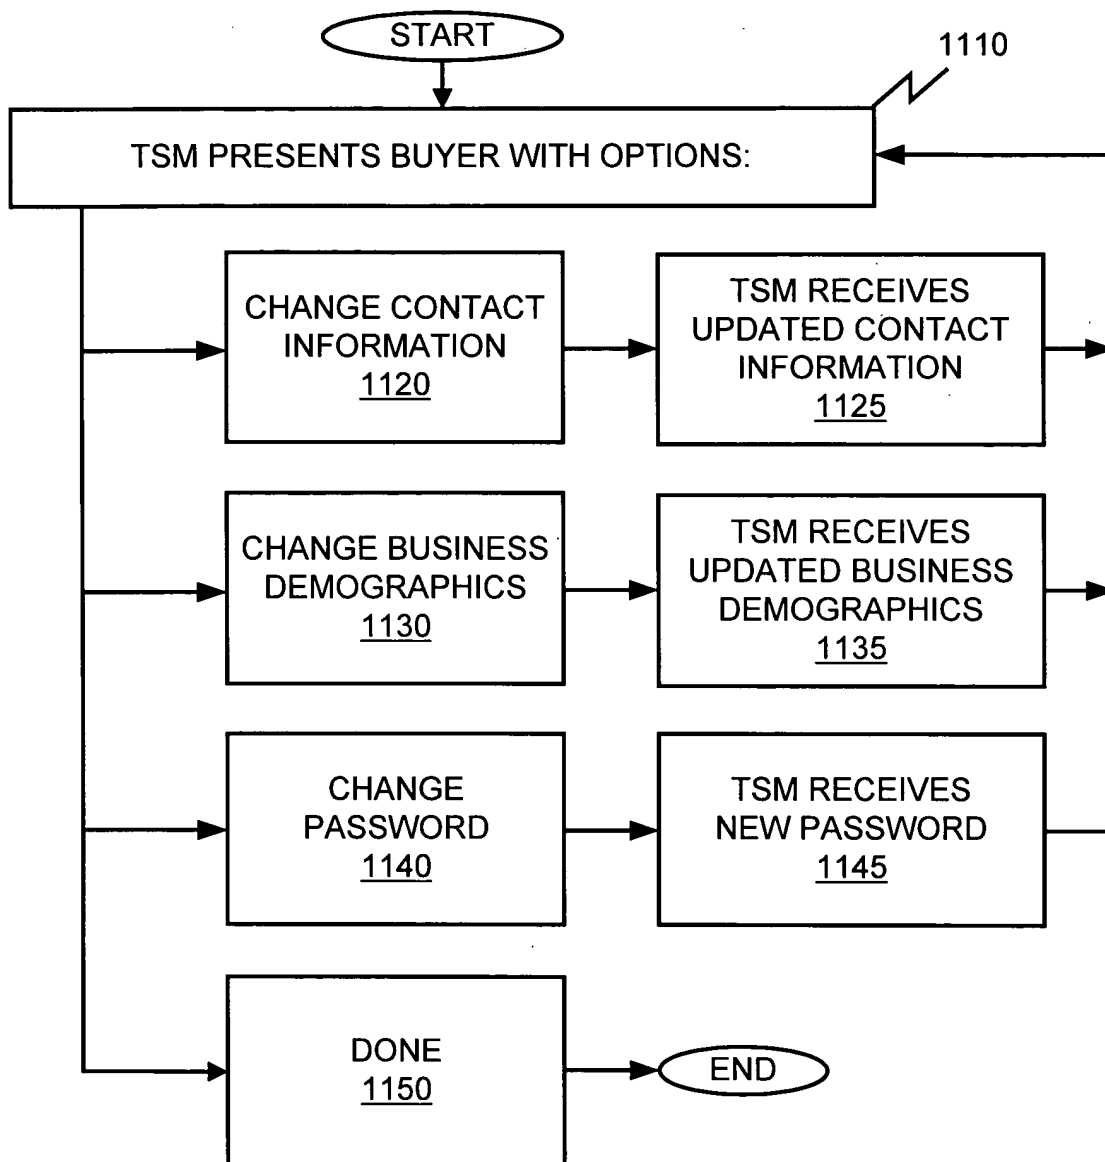 START
1110
TSM PRESENTS BUYER WITH OPTIONS:
CHANGE CONTACT
INFORMATION
1120
TSM RECEIVES
UPDATED CONTACT
INFORMATION
1125
CHANGE BUSINESS
DEMOGRAPHICS
1130
TSM RECEIVES
UPDATED BUSINESS
DEMOGRAPHICS
1135
CHANGE
PASSWORD
1140
TSM RECEIVES
NEW PASSWORD
1145
DONE
1150
END